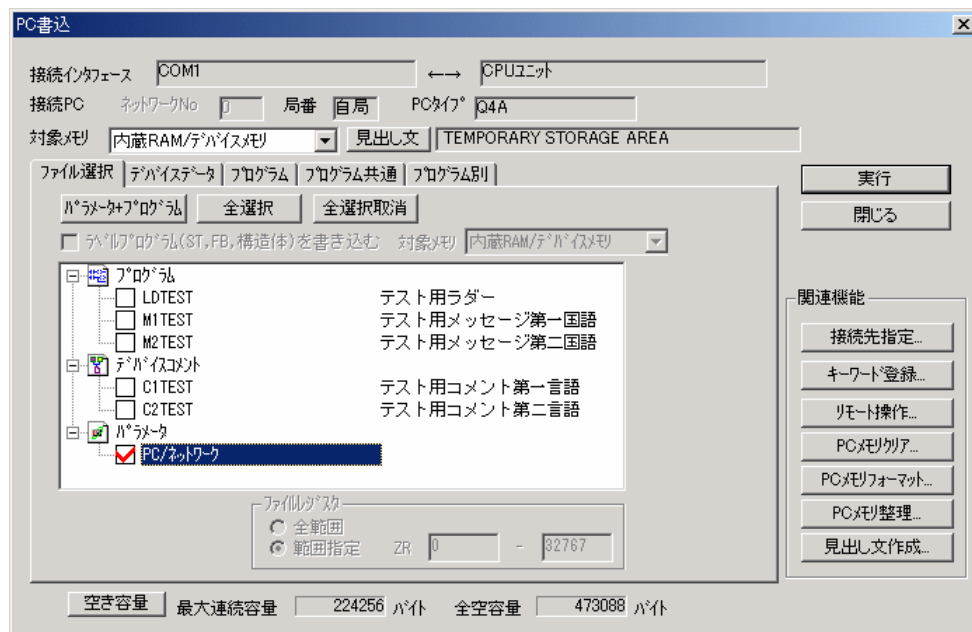 PC書込
接続インタフェース COM1 ←→ CPUユニット
接続PC ネットワークNo 0 局番 自局 PCタイプ Q4A
対象メモリ 内蔵RAM/デバイスメモリ 見出し文 TEMPORARY STORAGE AREA
ファイル選択 デバイスデータ プログラム プログラム共通 プログラム別
実行
パラメータ+プログラム 全選択 全選択取消
閉じる
ラベルプログラム(ST,FB,構造体)を書き込む 対象メモリ 内蔵RAM/デバイスメモリ
プログラム
LDTEST テスト用ラダー
M1TEST テスト用メッセージ第一国語
M2TEST テスト用メッセージ第二国語
デバイスコメント
C1TEST テスト用コメント第一言語
C2TEST テスト用コメント第二言語
パラメータ
PC/ネットワーク
関連機能
接続先指定...
キーワード登録...
リモート操作...
PCメモリクリア...
PCメモリフォーマット...
PCメモリ整理...
見出し文作成...
ファイルレジスタ
全範囲
範囲指定 ZR 0 - 32767
空き容量 最大連続容量 224256 バイト 全空容量 473088 バイト